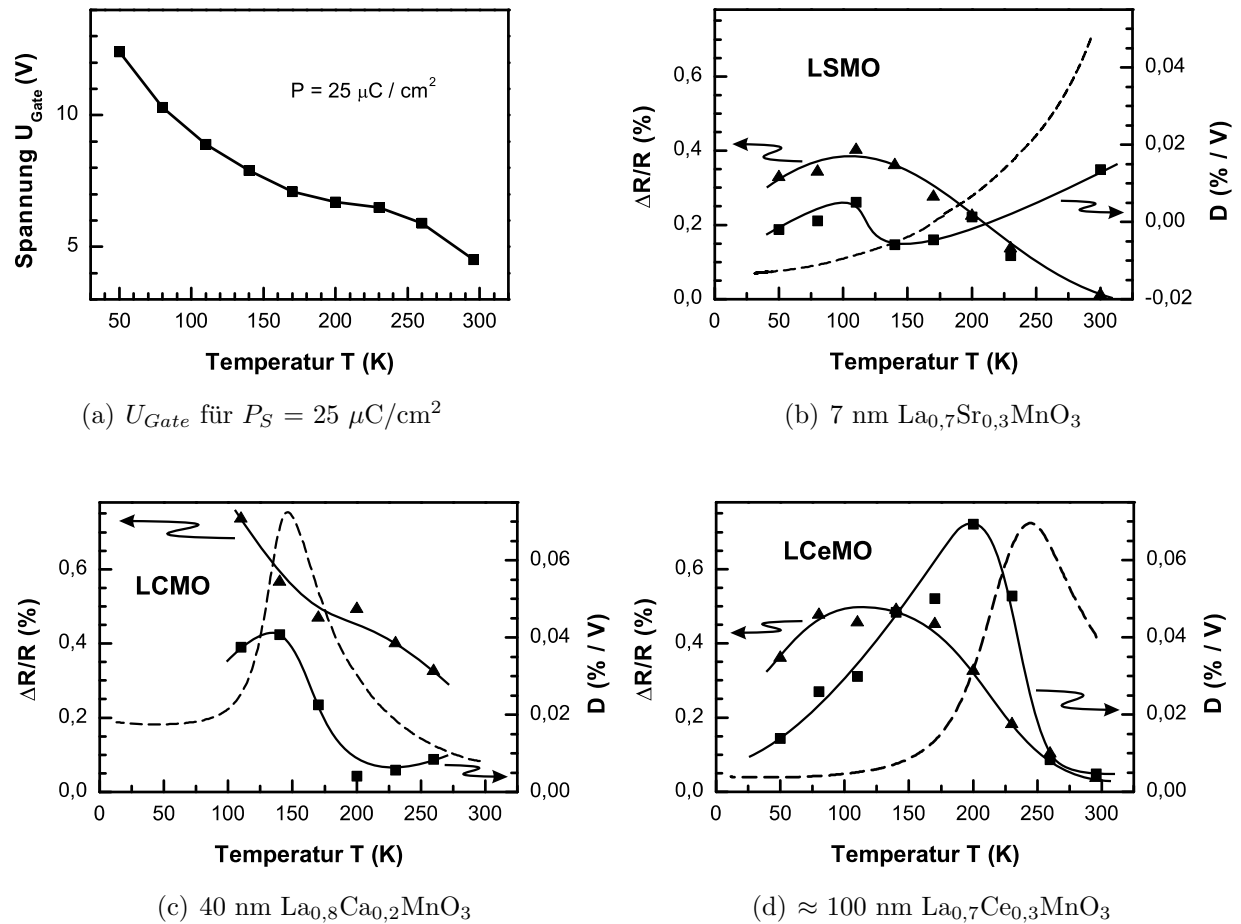 Spannung U_Gate (V)
10
5
P = 25 μC / cm²
50 100 150 200 250 300
Temperatur T (K)
(a) U_Gate für P_S = 25 μC/cm²
ΔR/R (%)
0,6
0,4
0,2
0,0
LSMO
0,04
0,02
0,00
-0,02
D (% / V)
0 50 100 150 200 250 300
Temperatur T (K)
(b) 7 nm La₀,₇Sr₀,₃MnO₃
ΔR/R (%)
0,6
0,4
0,2
0,0
LCMO
0,06
0,04
0,02
0,00
D (% / V)
0 50 100 150 200 250 300
Temperatur T (K)
(c) 40 nm La₀,₈Ca₀,₂MnO₃
ΔR/R (%)
0,6
0,4
0,2
0,0
LCeMO
0,06
0,04
0,02
0,00
D (% / V)
0 50 100 150 200 250 300
Temperatur T (K)
(d) ≈ 100 nm La₀,₇Ce₀,₃MnO₃